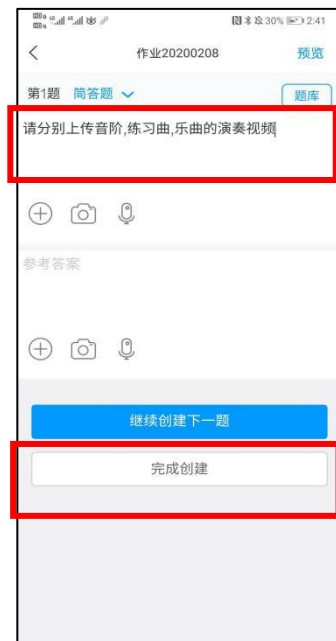 30% 2:41
作业20200208
预览
第1题 简答题
题库
请分别上传音阶,练习曲,乐曲的演奏视频
参考答案
继续创建下一题
完成创建